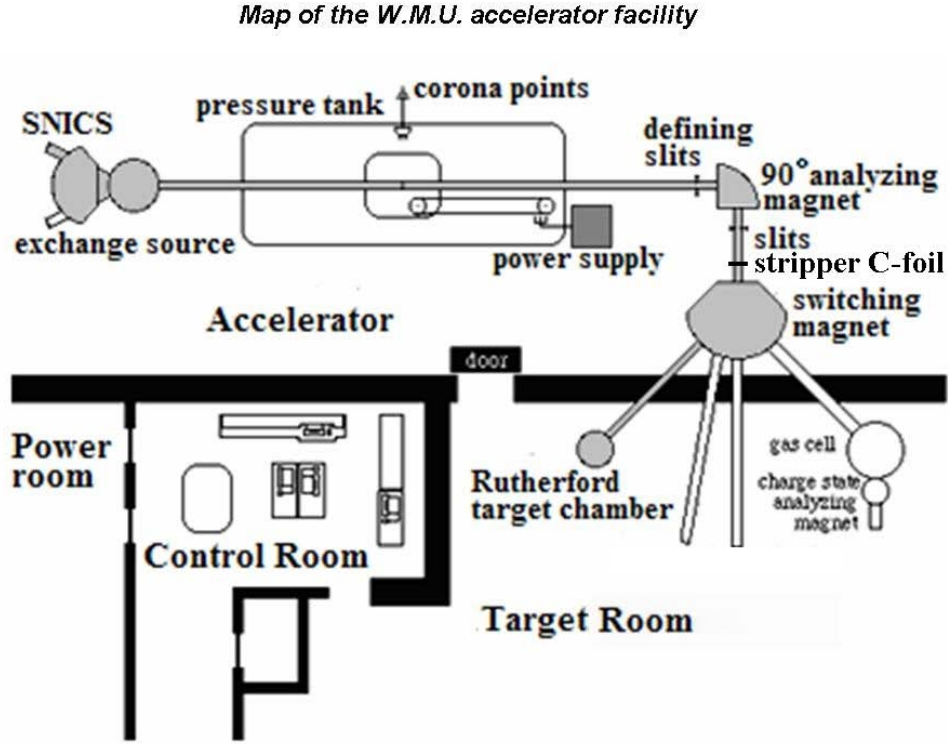 Map of the W.M.U. accelerator facility
corona points
pressure tank
SNICS
defining
slits
90°analyzing
magnet
exchange source
slits
power supply
stripper C-foil
switching
magnet
Accelerator
door
Power
room
gas cell
Rutherford
target chamber
charge state
analyzing
magnet
Control Room
Target Room